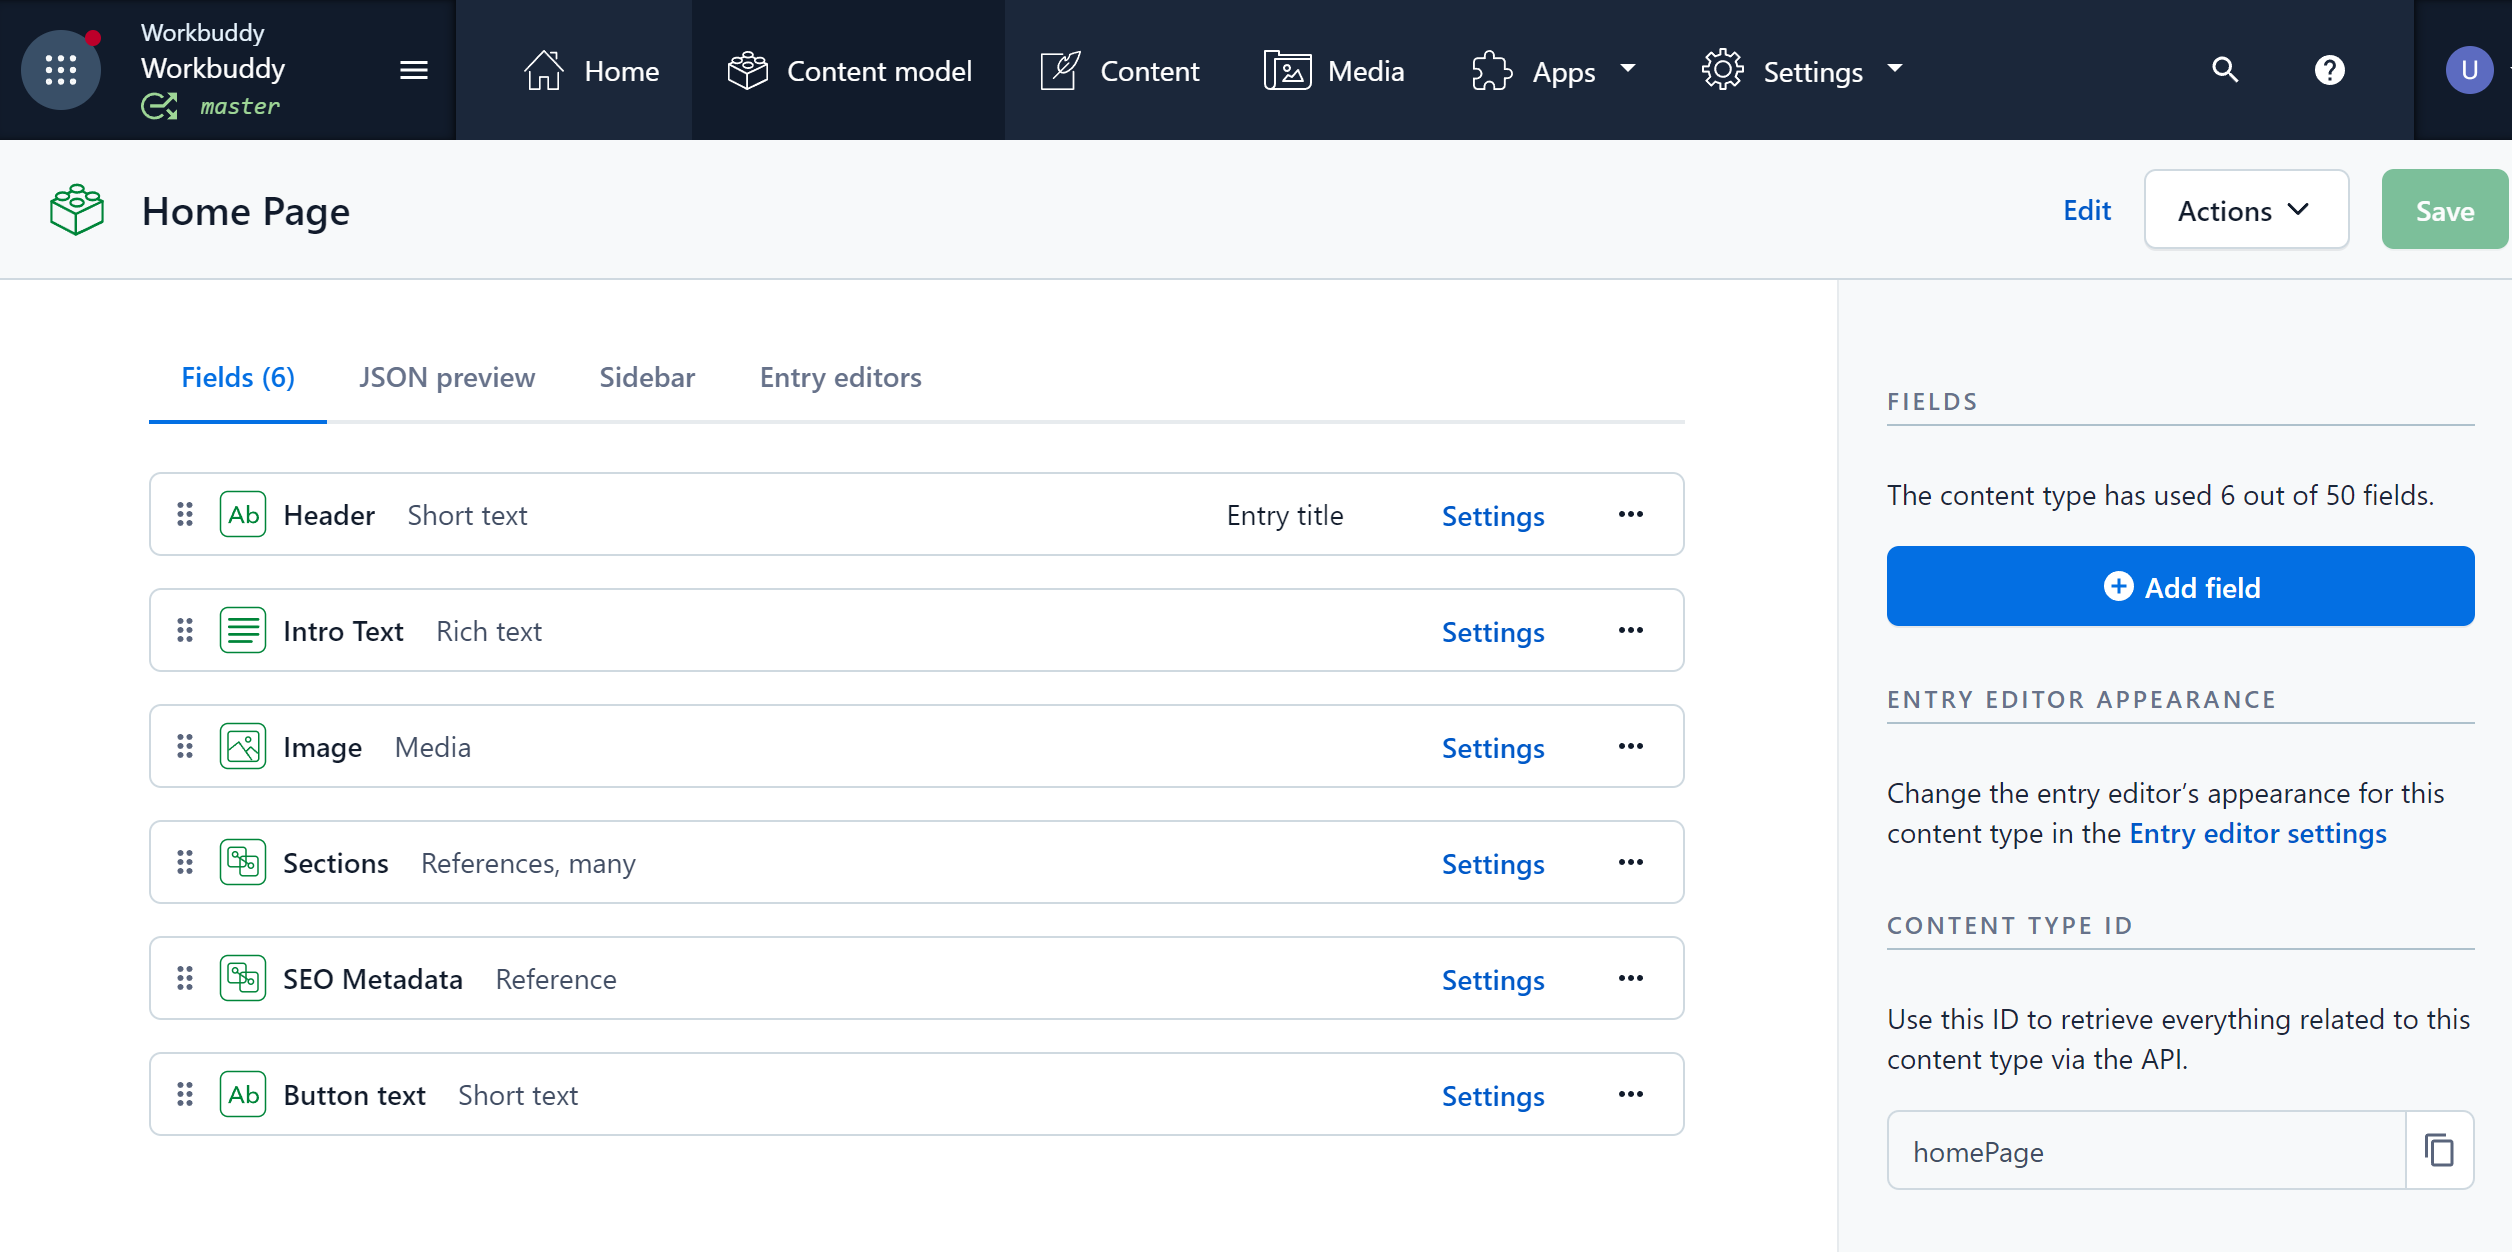 Workbuddy
Workbuddy
master
Home
Content model
Content
Media
Apps
Settings
U
Home Page
Edit
Actions
Save
Fields (6)
JSON preview
Sidebar
Entry editors
Ab Header Short text Entry title Settings
Intro Text Rich text Settings
Image Media Settings
Sections References, many Settings
SEO Metadata Reference Settings
Ab Button text Short text Settings
FIELDS
The content type has used 6 out of 50 fields.
Add field
ENTRY EDITOR APPEARANCE
Change the entry editor’s appearance for this
content type in the Entry editor settings
CONTENT TYPE ID
Use this ID to retrieve everything related to this
content type via the API.
homePage